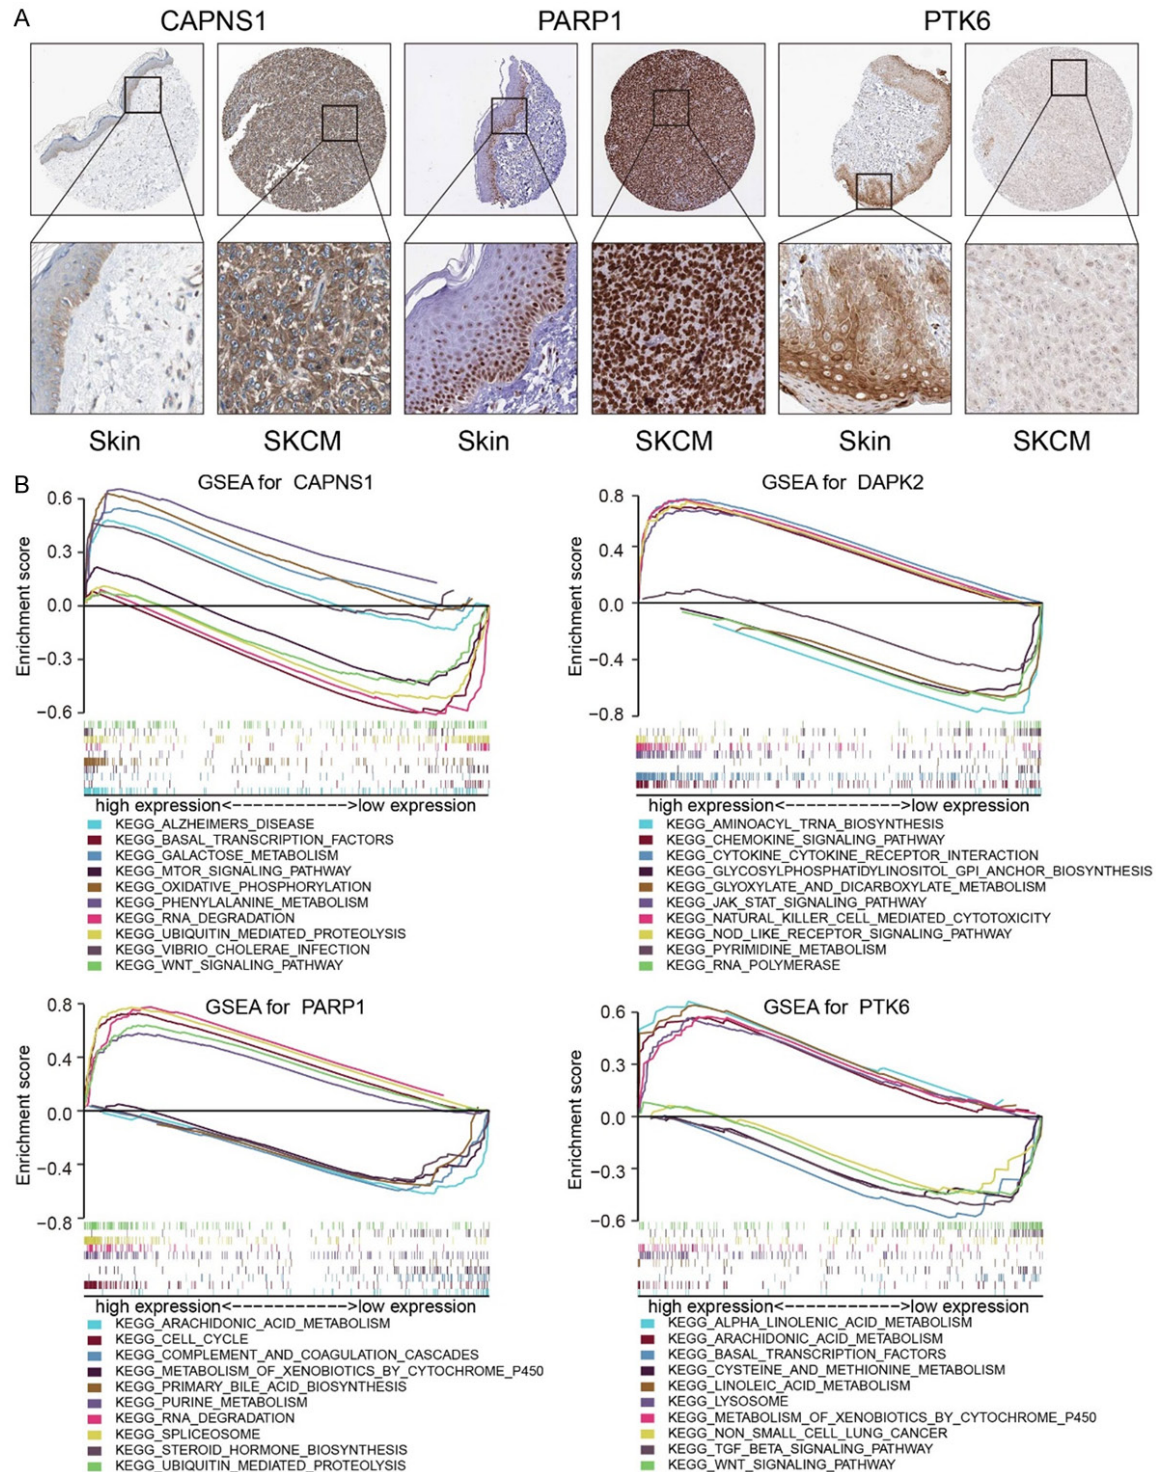 A
CAPNS1 PARP1 PTK6
Skin SKCM Skin SKCM Skin SKCM
B
GSEA for CAPNS1
Enrichment score
0.6
0.3
0.0
−0.3
−0.6
high expression<------------->low expression
KEGG_ALZHEIMERS_DISEASE
KEGG_BASAL_TRANSCRIPTION_FACTORS
KEGG_GALACTOSE_METABOLISM
KEGG_MTOR_SIGNALING_PATHWAY
KEGG_OXIDATIVE_PHOSPHORYLATION
KEGG_PHENYLALANINE_METABOLISM
KEGG_RNA_DEGRADATION
KEGG_UBIQUITIN_MEDIATED_PROTEOLYSIS
KEGG_VIBRIO_CHOLERAE_INFECTION
KEGG_WNT_SIGNALING_PATHWAY
GSEA for DAPK2
Enrichment score
0.8
0.4
0.0
−0.4
−0.8
high expression<------------->low expression
KEGG_AMINOACYL_TRNA_BIOSYNTHESIS
KEGG_CHEMOKINE_SIGNALING_PATHWAY
KEGG_CYTOKINE_CYTOKINE_RECEPTOR_INTERACTION
KEGG_GLYCOSYLPHOSPHATIDYLINOSITOL_GPI_ANCHOR_BIOSYNTHESIS
KEGG_GLYOXYLATE_AND_DICARBOXYLATE_METABOLISM
KEGG_JAK_STAT_SIGNALING_PATHWAY
KEGG_NATURAL_KILLER_CELL_MEDIATED_CYTOTOXICITY
KEGG_NOD_LIKE_RECEPTOR_SIGNALING_PATHWAY
KEGG_PYRIMIDINE_METABOLISM
KEGG_RNA_POLYMERASE
GSEA for PARP1
Enrichment score
0.8
0.4
0.0
−0.4
−0.8
high expression<------------->low expression
KEGG_ARACHIDONIC_ACID_METABOLISM
KEGG_CELL_CYCLE
KEGG_COMPLEMENT_AND_COAGULATION_CASCADES
KEGG_METABOLISM_OF_XENOBIOTICS_BY_CYTOCHROME_P450
KEGG_PRIMARY_BILE_ACID_BIOSYNTHESIS
KEGG_PURINE_METABOLISM
KEGG_RNA_DEGRADATION
KEGG_SPLICEOSOME
KEGG_STEROID_HORMONE_BIOSYNTHESIS
KEGG_UBIQUITIN_MEDIATED_PROTEOLYSIS
GSEA for PTK6
Enrichment score
0.6
0.3
0.0
−0.3
−0.6
high expression<------------->low expression
KEGG_ALPHA_LINOLENIC_ACID_METABOLISM
KEGG_ARACHIDONIC_ACID_METABOLISM
KEGG_BASAL_TRANSCRIPTION_FACTORS
KEGG_CYSTEINE_AND_METHIONINE_METABOLISM
KEGG_LINOLEIC_ACID_METABOLISM
KEGG_LYSOSOME
KEGG_METABOLISM_OF_XENOBIOTICS_BY_CYTOCHROME_P450
KEGG_NON_SMALL_CELL_LUNG_CANCER
KEGG_TGF_BETA_SIGNALING_PATHWAY
KEGG_WNT_SIGNALING_PATHWAY